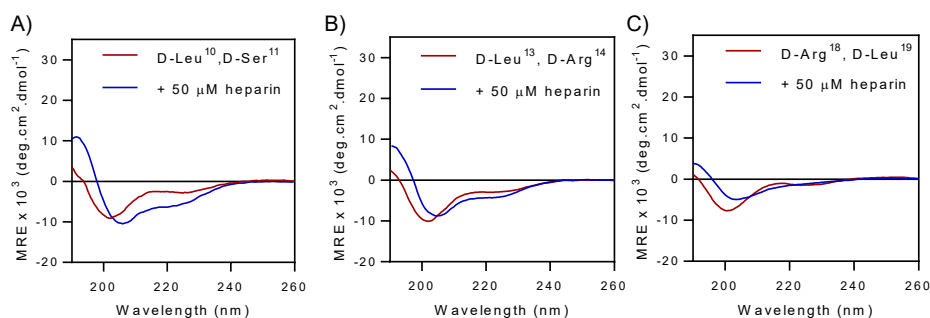 A)
MRE x 10³ (deg.cm².dmol⁻¹)
30
20
10
0
-10
-20
D-Leu¹⁰,D-Ser¹¹
+ 50 µM heparin
200
220
240
260
Wavelength (nm)
B)
MRE x 10³ (deg.cm².dmol⁻¹)
30
20
10
0
-10
-20
D-Leu¹³, D-Arg¹⁴
+ 50 µM heparin
200
220
240
260
Wavelength (nm)
C)
MRE x 10³ (deg.cm².dmol⁻¹)
30
20
10
0
-10
-20
D-Arg¹⁸, D-Leu¹⁹
+ 50 µM heparin
200
220
240
260
Wavelength (nm)